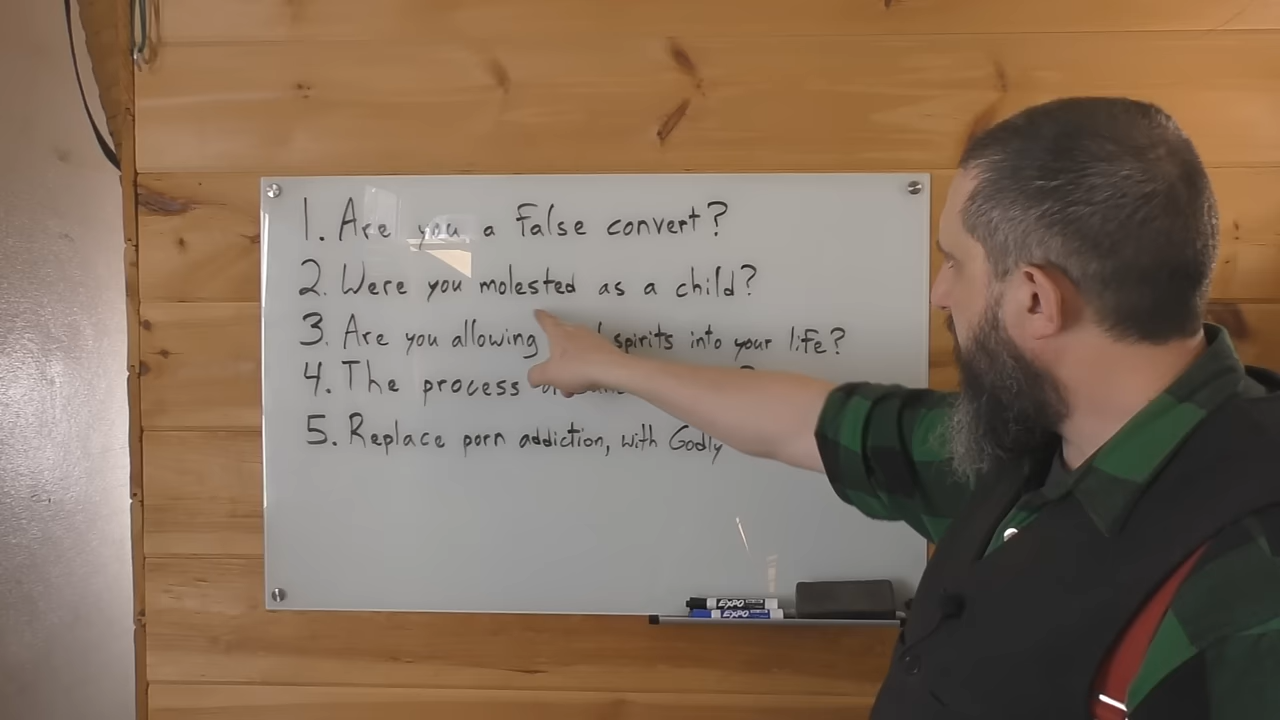 1. Are you a false convert?
2. Were you molested as a child?
3. Are you allowing spirits into your life?
4. The process
5. Replace porn addiction, with Godly
EXPO
EXPO